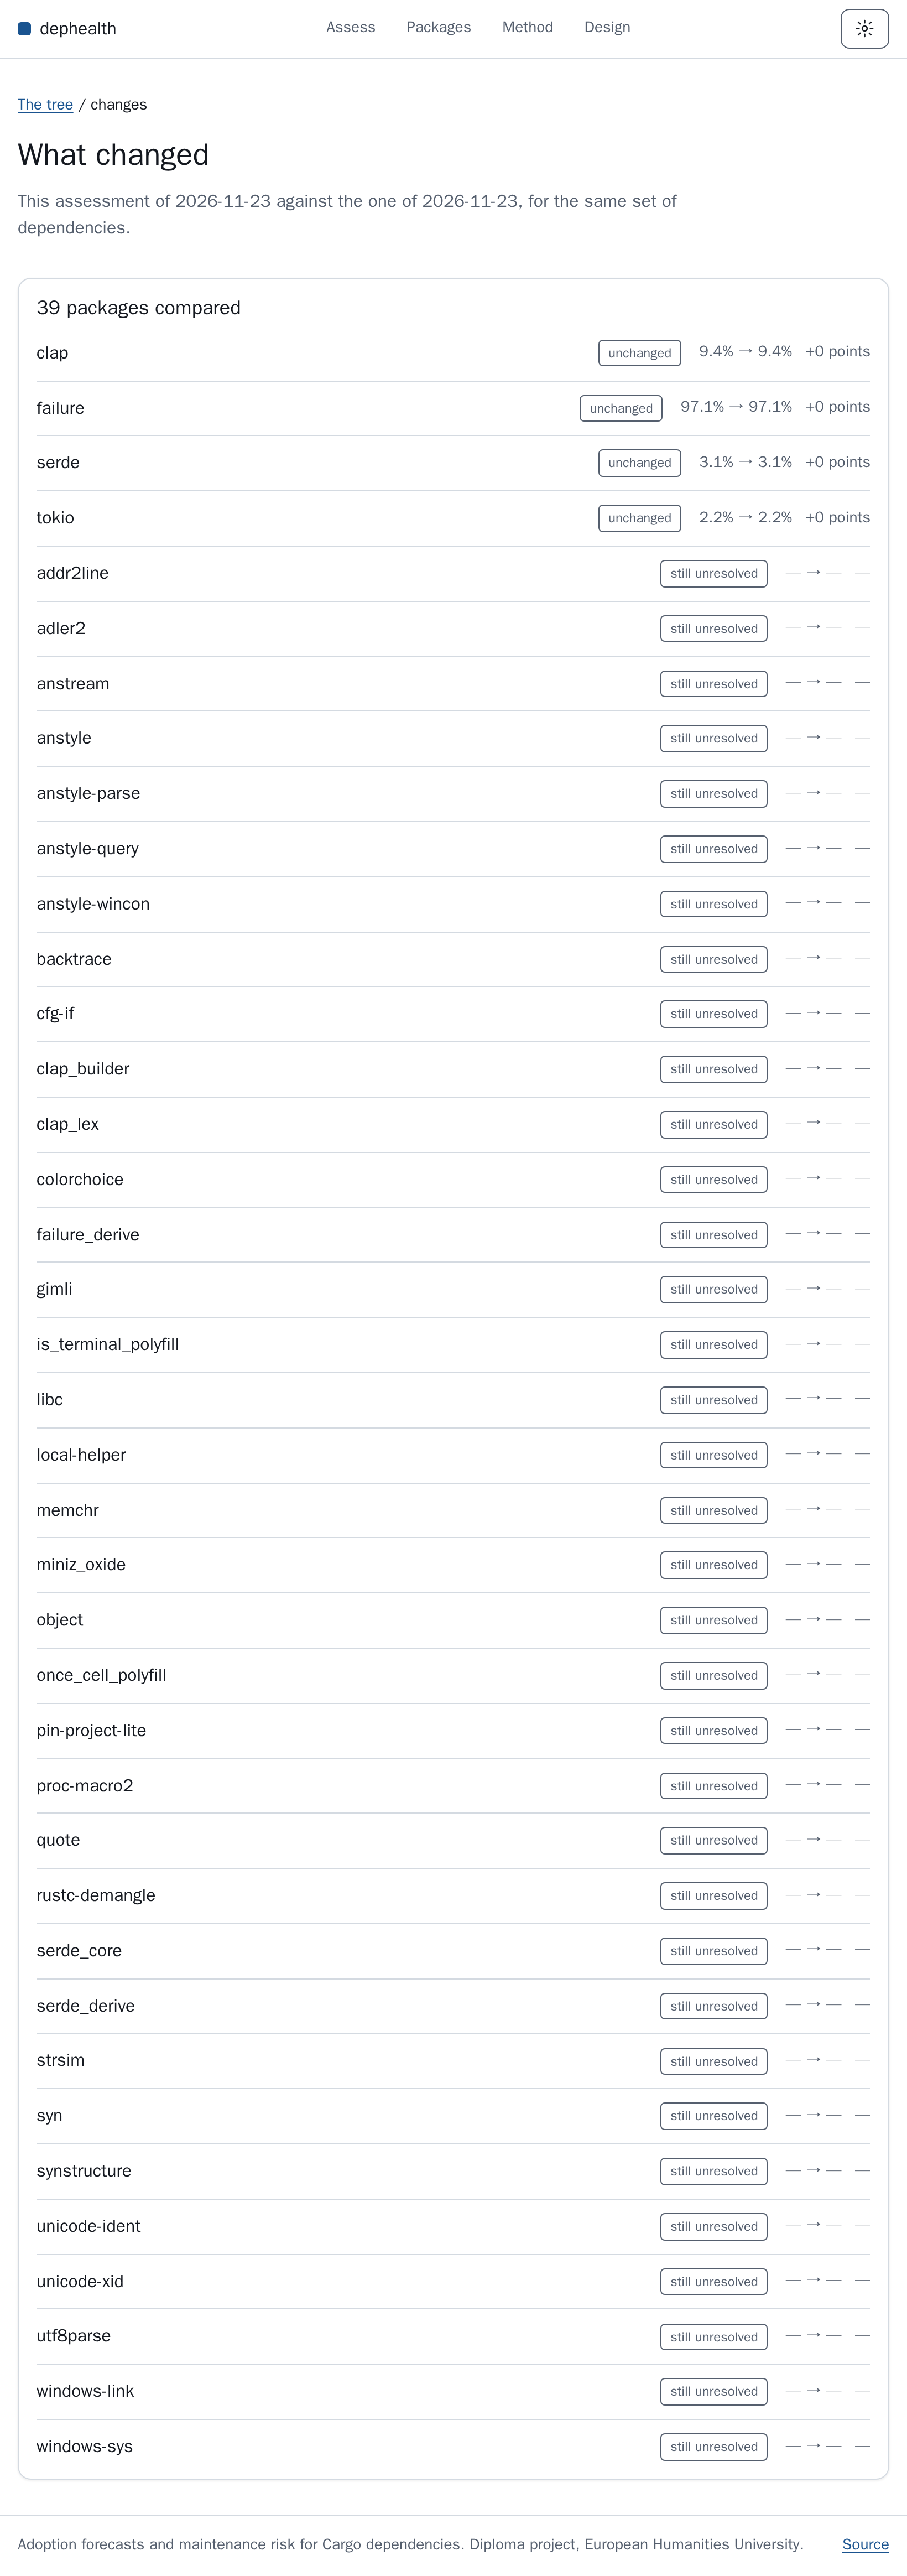 dephealth
Assess Packages Method Design
The tree / changes
What changed
This assessment of 2026-11-23 against the one of 2026-11-23, for the same set of
dependencies.
39 packages compared
clap unchanged 9.4% → 9.4% +0 points
failure unchanged 97.1% → 97.1% +0 points
serde unchanged 3.1% → 3.1% +0 points
tokio unchanged 2.2% → 2.2% +0 points
addr2line still unresolved — → — —
adler2 still unresolved — → — —
anstream still unresolved — → — —
anstyle still unresolved — → — —
anstyle-parse still unresolved — → — —
anstyle-query still unresolved — → — —
anstyle-wincon still unresolved — → — —
backtrace still unresolved — → — —
cfg-if still unresolved — → — —
clap_builder still unresolved — → — —
clap_lex still unresolved — → — —
colorchoice still unresolved — → — —
failure_derive still unresolved — → — —
gimli still unresolved — → — —
is_terminal_polyfill still unresolved — → — —
libc still unresolved — → — —
local-helper still unresolved — → — —
memchr still unresolved — → — —
miniz_oxide still unresolved — → — —
object still unresolved — → — —
once_cell_polyfill still unresolved — → — —
pin-project-lite still unresolved — → — —
proc-macro2 still unresolved — → — —
quote still unresolved — → — —
rustc-demangle still unresolved — → — —
serde_core still unresolved — → — —
serde_derive still unresolved — → — —
strsim still unresolved — → — —
syn still unresolved — → — —
synstructure still unresolved — → — —
unicode-ident still unresolved — → — —
unicode-xid still unresolved — → — —
utf8parse still unresolved — → — —
windows-link still unresolved — → — —
windows-sys still unresolved — → — —
Adoption forecasts and maintenance risk for Cargo dependencies. Diploma project, European Humanities University. Source